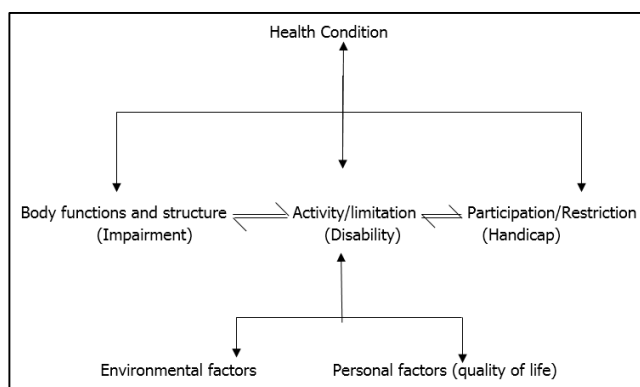 Health Condition
Body functions and structure Activity/limitation Participation/Restriction
(Impairment) (Disability) (Handicap)
Environmental factors Personal factors (quality of life)